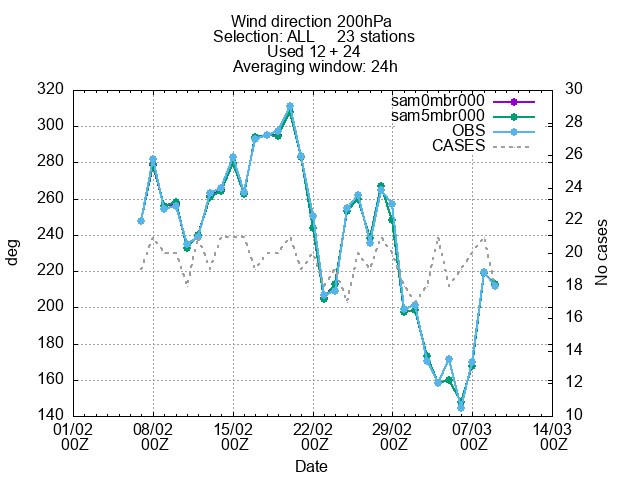 Wind direction 200hPa
Selection: ALL 23 stations
Used 12 + 24
Averaging window: 24h
320
300
280
260
240
220
200
180
160
140
deg
30
28
26
24
22
20
18
16
14
12
10
No cases
sam0mbr000
sam5mbr000
OBS
CASES
01/02 08/02 15/02 22/02 29/02 07/03 14/03
00Z 00Z 00Z 00Z 00Z 00Z 00Z
Date